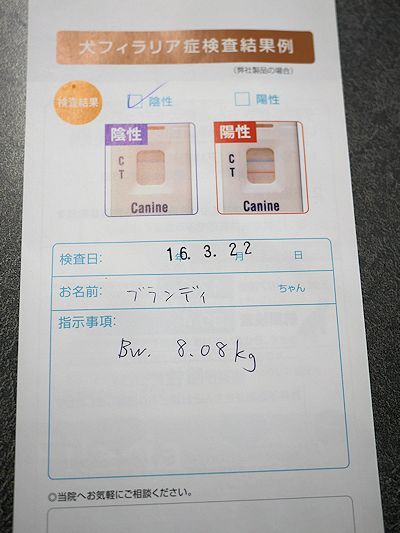 犬フィラリア症検査結果例
(弊社製品の場合)
検査結果 陰性 陽性
陰性 陽性
C C
T T
Canine Canine
検査日: 16年 3. 22 月 日
お名前: ブランディ ちゃん
指示事項:
BW. 8.08kg
◎当院へお気軽にご相談ください。